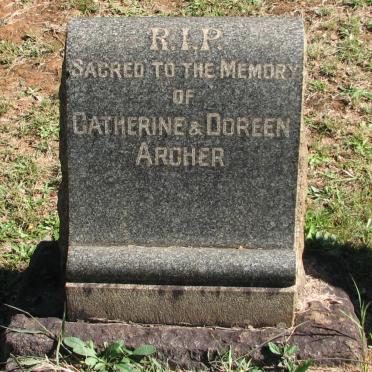 R.I.P.
SACRED TO THE MEMORY
OF
CATHERINE & DOREEN
ARCHER